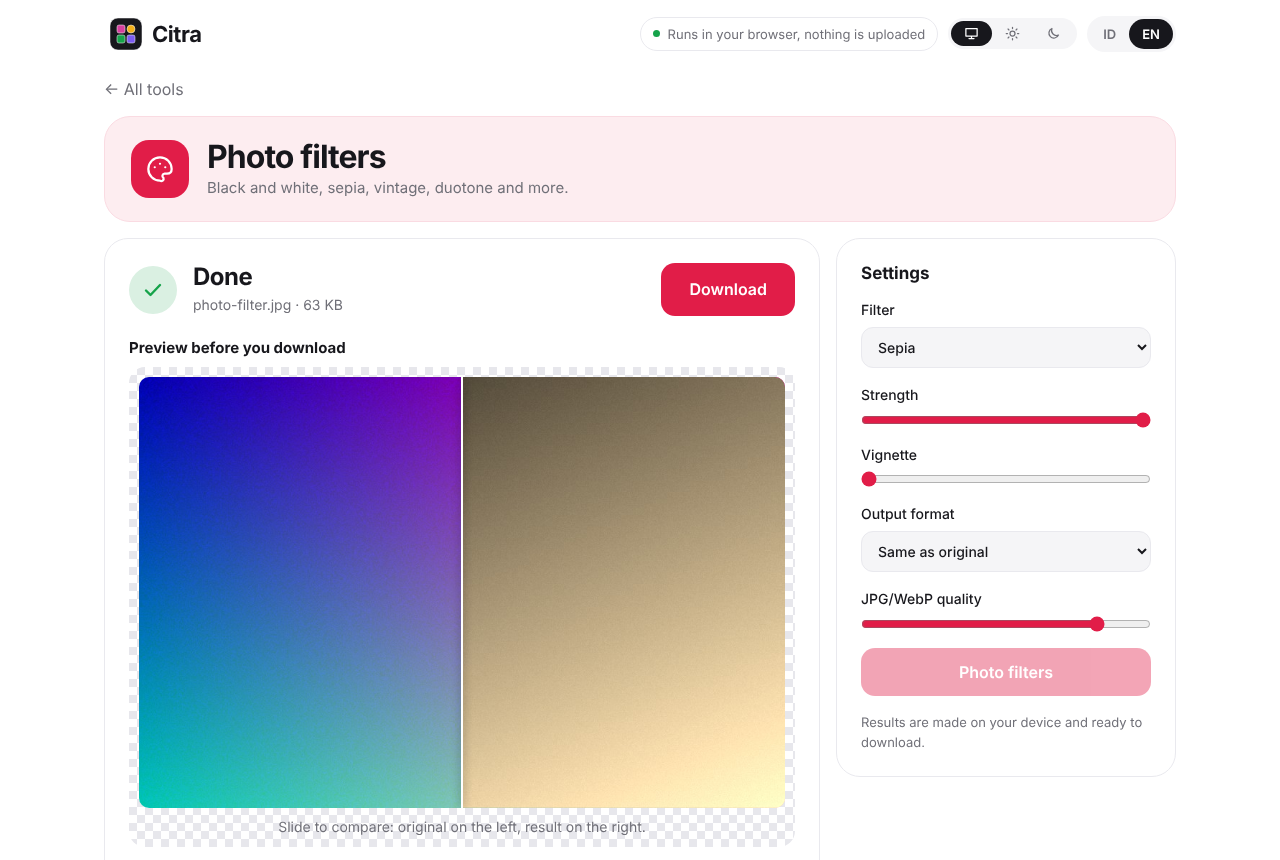 Citra
Runs in your browser, nothing is uploaded
ID
EN
← All tools
Photo filters
Black and white, sepia, vintage, duotone and more.
Done
photo-filter.jpg · 63 KB
Download
Preview before you download
Slide to compare: original on the left, result on the right.
Settings
Filter
Sepia
Strength
Vignette
Output format
Same as original
JPG/WebP quality
Photo filters
Results are made on your device and ready to
download.